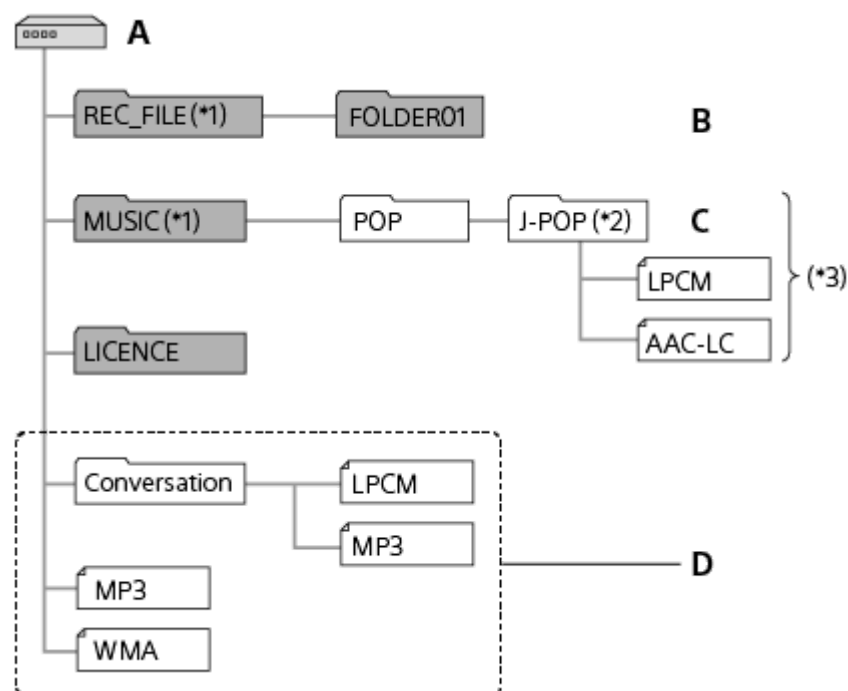 A
REC_FILE(*1) FOLDER01 B
MUSIC(*1) POP J-POP(*2) C
LPCM (*3)
AAC-LC
LICENCE
Conversation LPCM
MP3
D
MP3
WMA